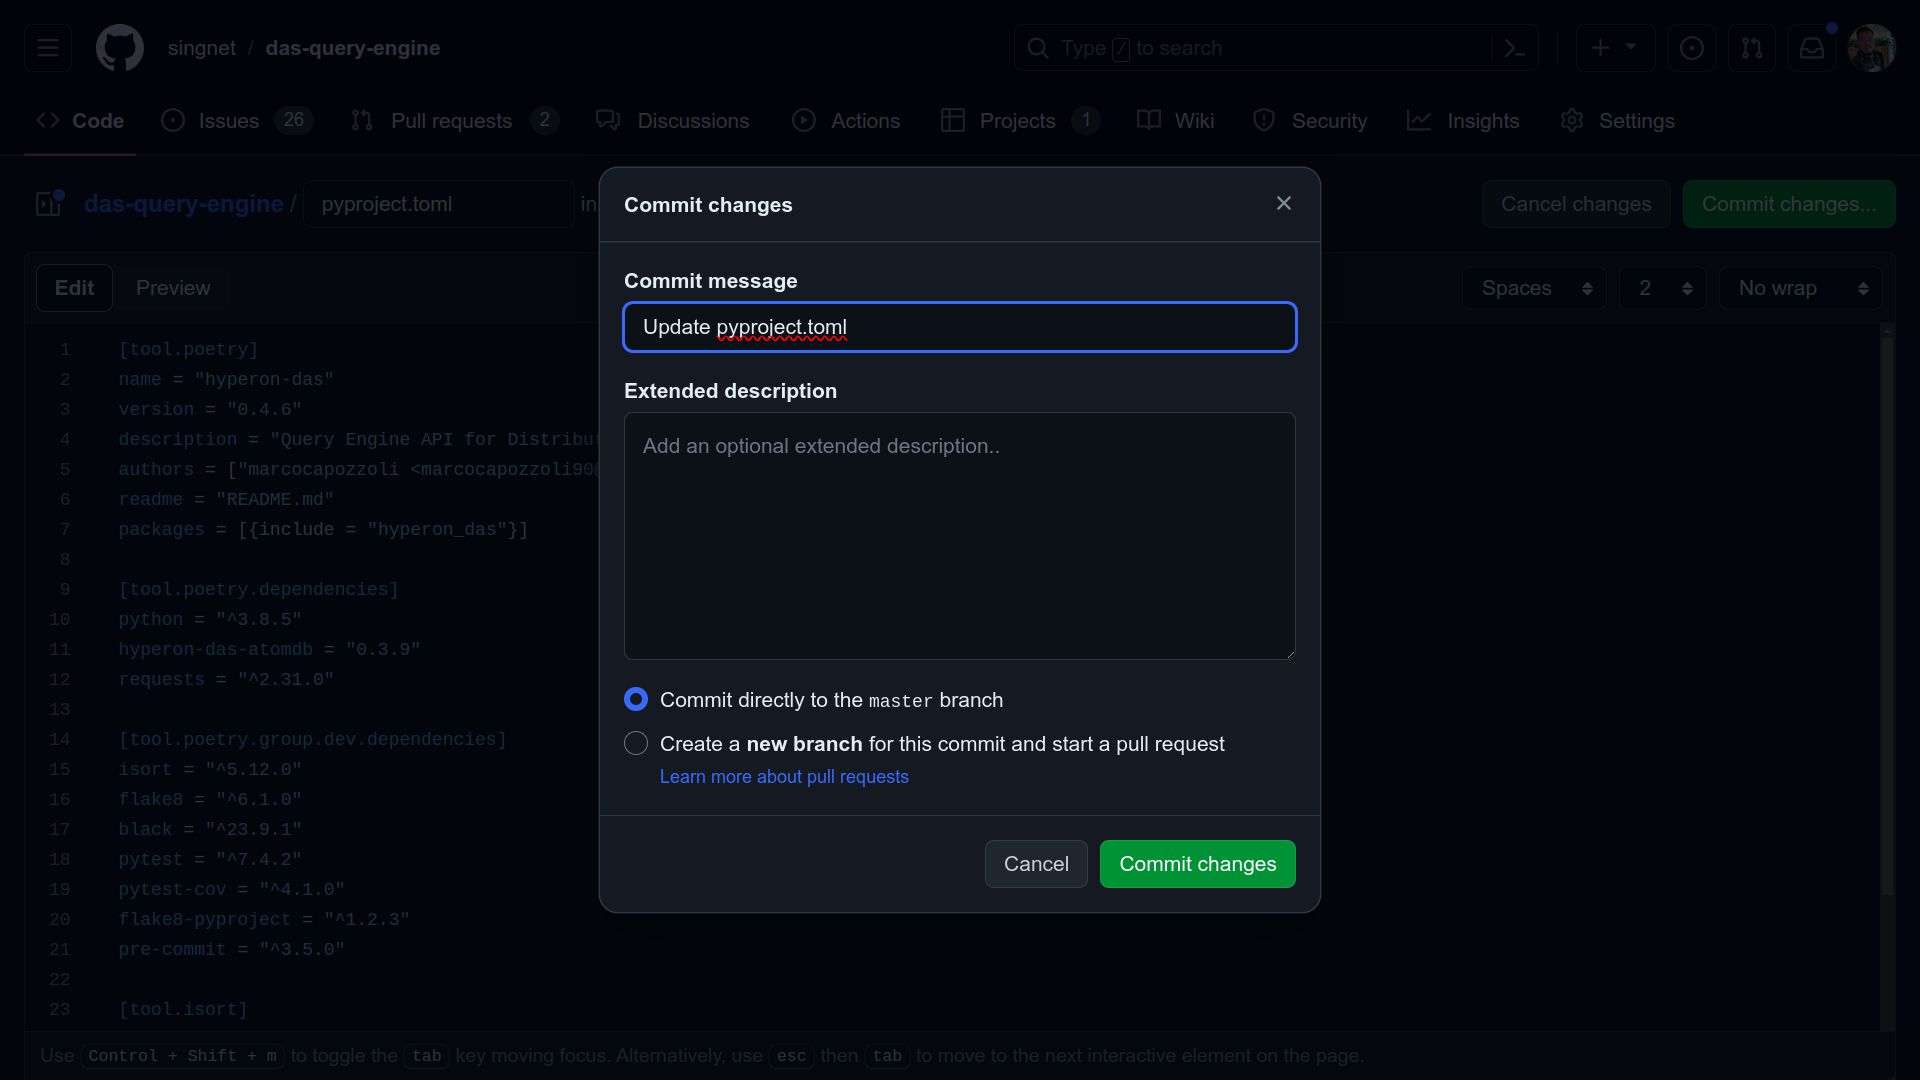 singnet / das-query-engine
Type / to search
Code
Issues 26
Pull requests 2
Discussions
Actions
Projects 1
Wiki
Security
Insights
Settings
das-query-engine / pyproject.toml in
Cancel changes
Commit changes...
Edit
Preview
Spaces
2
No wrap
1 [tool.poetry]
2 name = "hyperon-das"
3 version = "0.4.6"
4 description = "Query Engine API for Distribut
5 authors = ["marcocapozzoli <marcocapozzoli90@
6 readme = "README.md"
7 packages = [{include = "hyperon_das"}]
8
9 [tool.poetry.dependencies]
10 python = "^3.8.5"
11 hyperon-das-atomdb = "0.3.9"
12 requests = "^2.31.0"
13
14 [tool.poetry.group.dev.dependencies]
15 isort = "^5.12.0"
16 flake8 = "^6.1.0"
17 black = "^23.9.1"
18 pytest = "^7.4.2"
19 pytest-cov = "^4.1.0"
20 flake8-pyproject = "^1.2.3"
21 pre-commit = "^3.5.0"
22
23 [tool.isort]
Use Control + Shift + m to toggle the tab key moving focus. Alternatively, use esc then tab to move to the next interactive element on the page.
Commit changes
Commit message
Update pyproject.toml
Extended description
Add an optional extended description..
Commit directly to the master branch
Create a new branch for this commit and start a pull request
Learn more about pull requests
Cancel
Commit changes